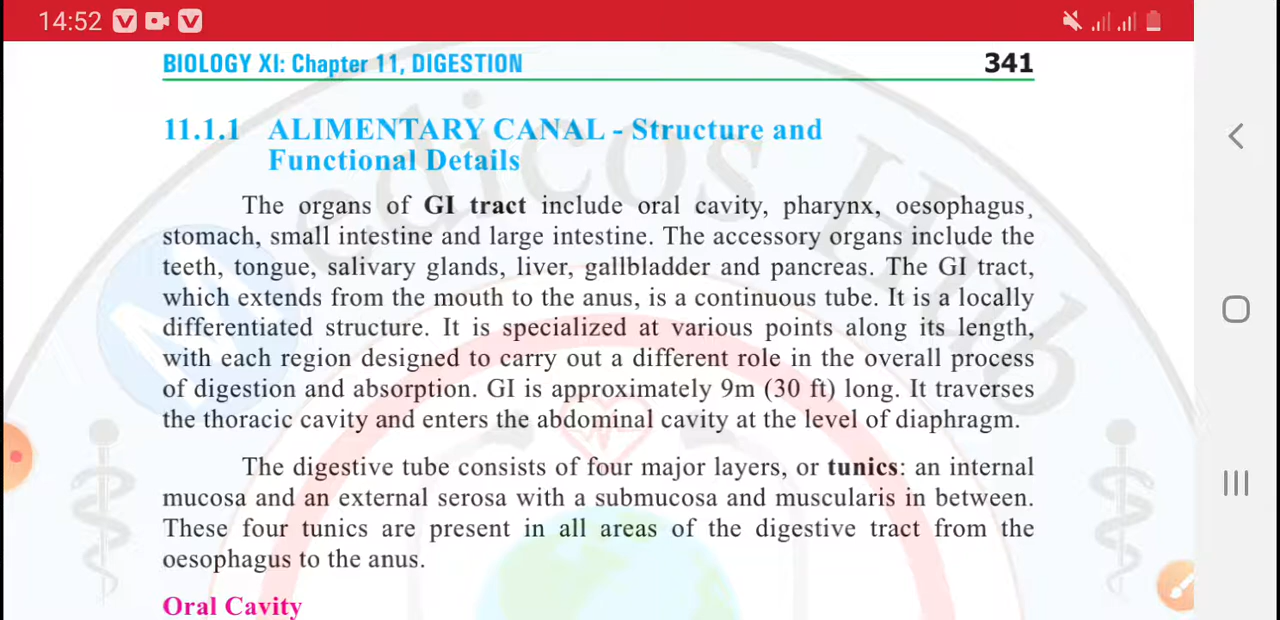 14:52
BIOLOGY XI: Chapter 11, DIGESTION 341
11.1.1 ALIMENTARY CANAL - Structure and
Functional Details
The organs of GI tract include oral cavity, pharynx, oesophagus,
stomach, small intestine and large intestine. The accessory organs include the
teeth, tongue, salivary glands, liver, gallbladder and pancreas. The GI tract,
which extends from the mouth to the anus, is a continuous tube. It is a locally
differentiated structure. It is specialized at various points along its length,
with each region designed to carry out a different role in the overall process
of digestion and absorption. GI is approximately 9m (30 ft) long. It traverses
the thoracic cavity and enters the abdominal cavity at the level of diaphragm.
The digestive tube consists of four major layers, or tunics: an internal
mucosa and an external serosa with a submucosa and muscularis in between.
These four tunics are present in all areas of the digestive tract from the
oesophagus to the anus.
Oral Cavity
Medicos Hub